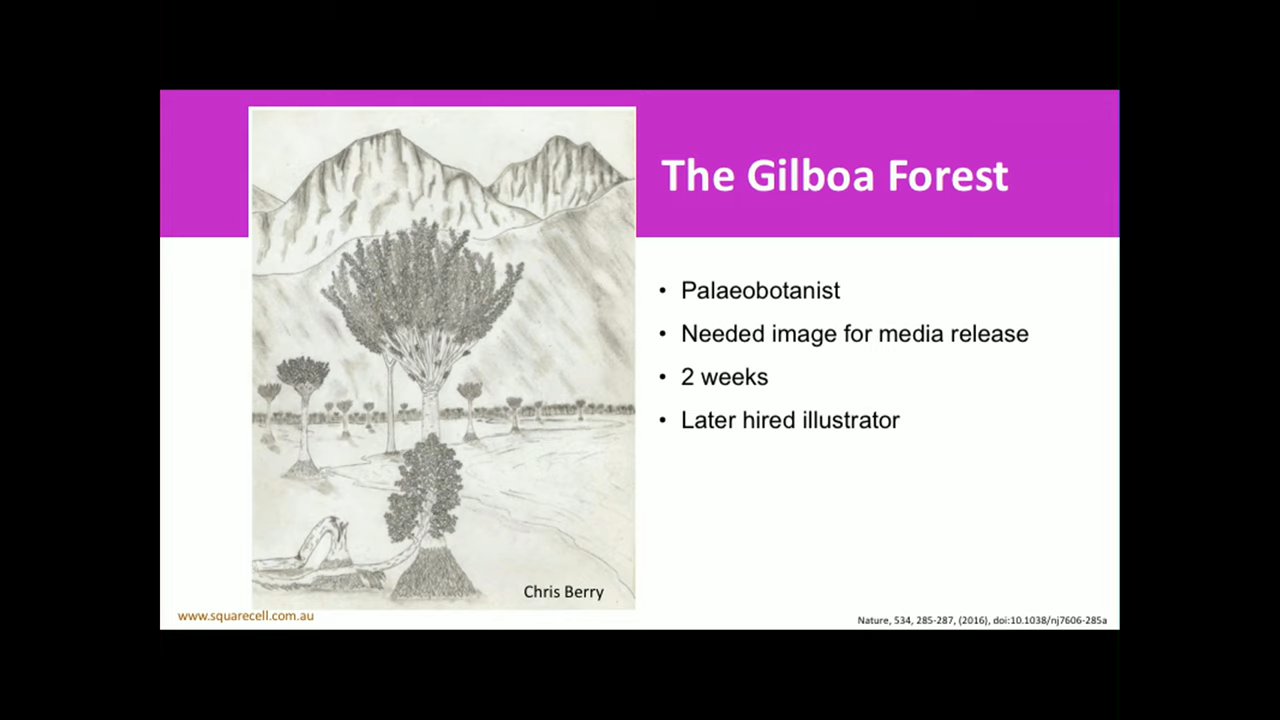 The Gilboa Forest
• Palaeobotanist
• Needed image for media release
• 2 weeks
• Later hired illustrator
Chris Berry
www.squarecell.com.au
Nature, 534, 285-287, (2016), doi:10.1038/nj7606-285a